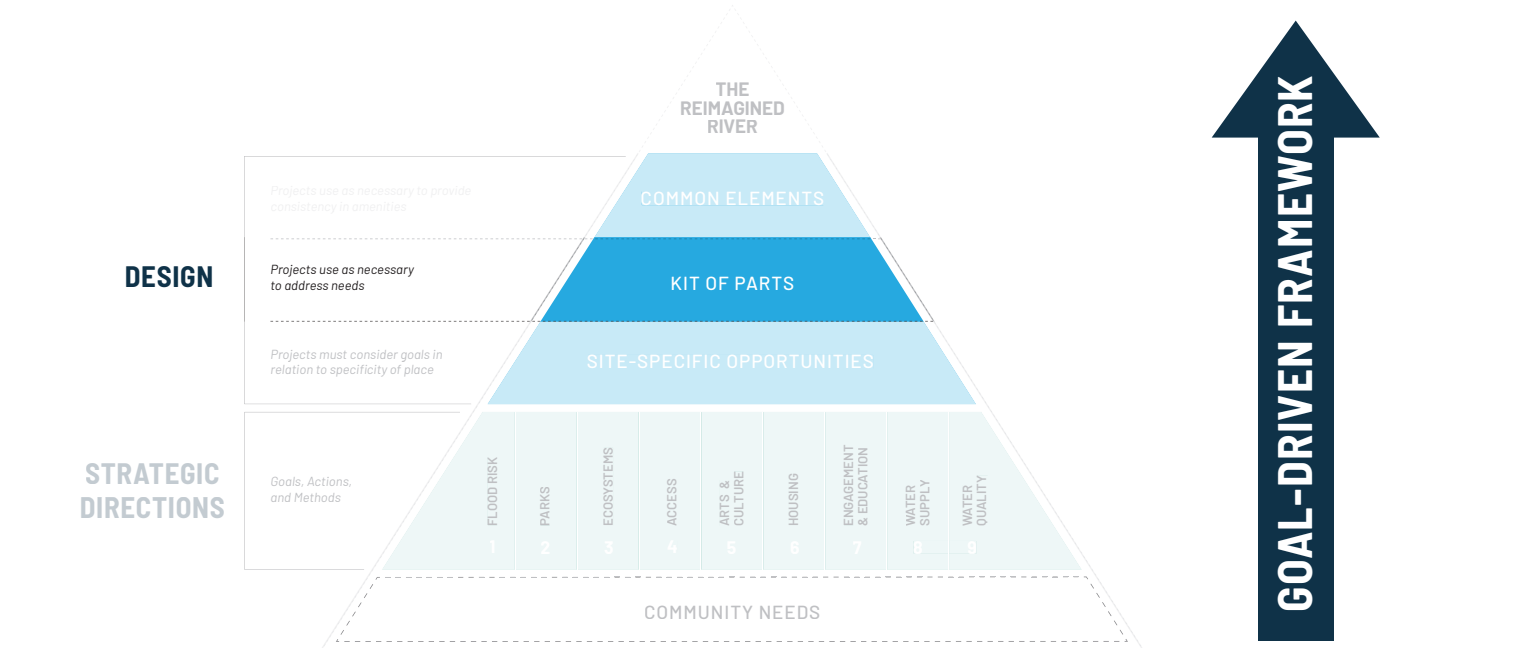 THE
REIMAGINED
RIVER
Projects use as necessary to provide
consistency in amenities
COMMON ELEMENTS
DESIGN
Projects use as necessary
to address needs
KIT OF PARTS
Projects must consider goals in
relation to specificity of place
SITE-SPECIFIC OPPORTUNITIES
STRATEGIC
DIRECTIONS
Goals, Actions,
and Methods
FLOOD RISK
1
PARKS
2
ECOSYSTEMS
3
ACCESS
4
ARTS &
CULTURE
5
HOUSING
6
ENGAGEMENT
& EDUCATION
7
WATER
SUPPLY
8
WATER
QUALITY
9
COMMUNITY NEEDS
GOAL-DRIVEN FRAMEWORK